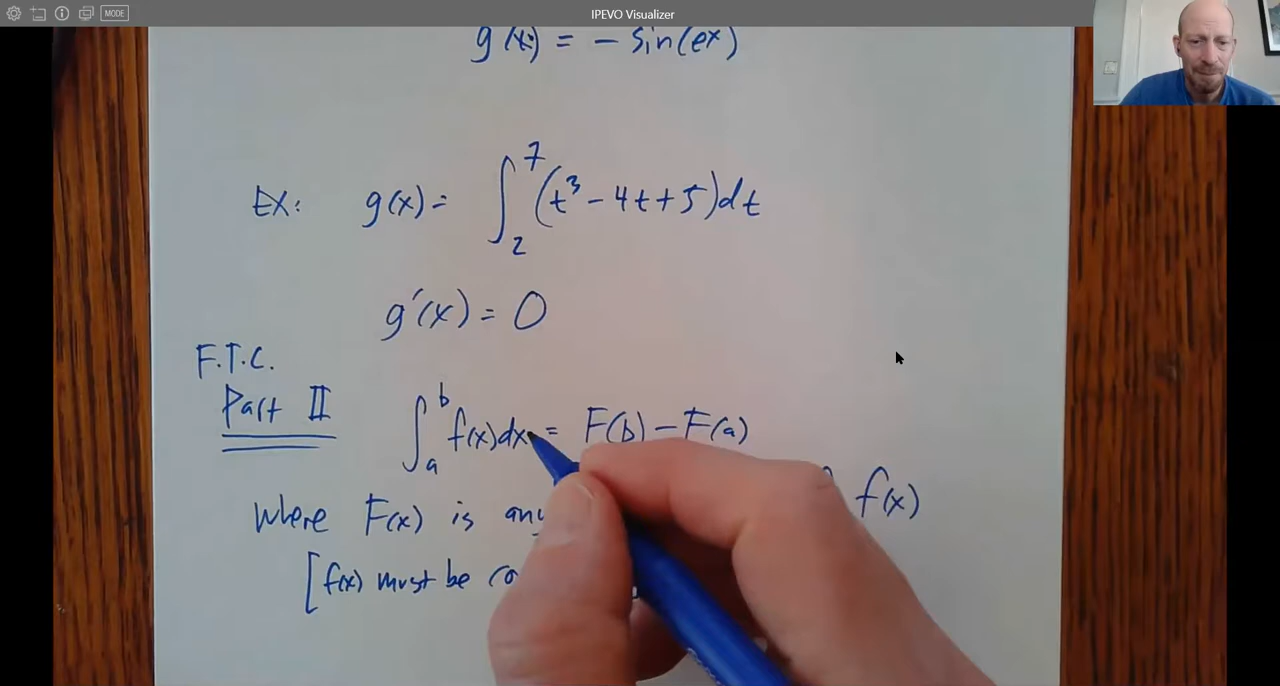 MODE
IPEVO Visualizer
g(x) = - sin(ex)
Ex: g(x) = ∫₂⁷ (t³ - 4t + 5)dt
g'(x) = 0
F.T.C.
Part II ∫ₐᵇ f(x)dx = F(b) - F(a)
Where F(x) is any f(x)
[f(x) must be